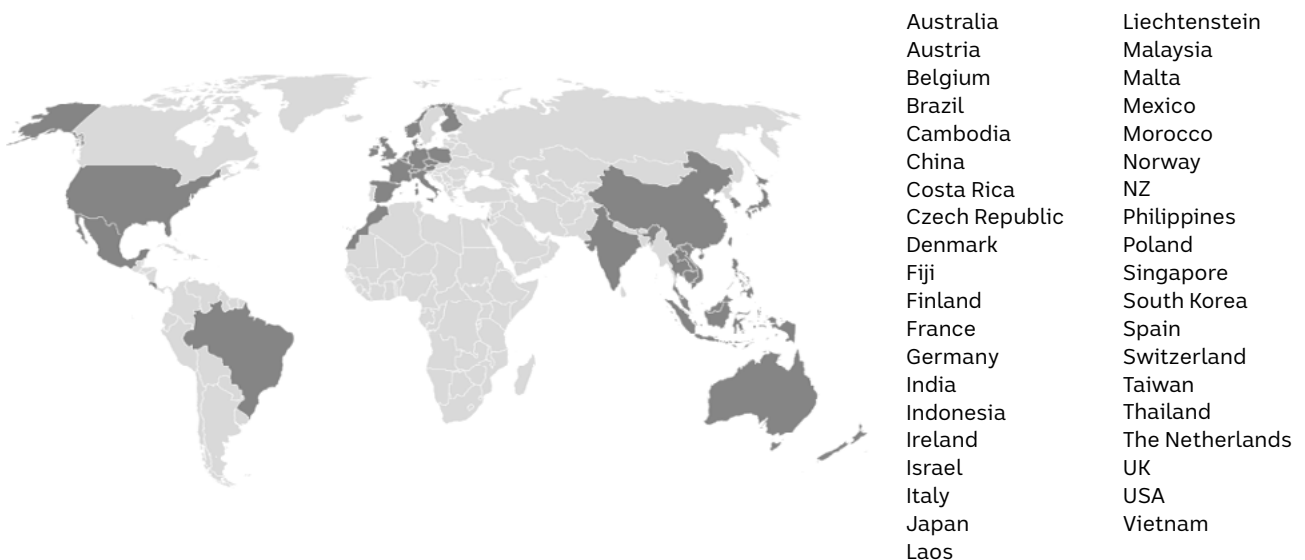 Australia
Austria
Belgium
Brazil
Cambodia
China
Costa Rica
Czech Republic
Denmark
Fiji
Finland
France
Germany
India
Indonesia
Ireland
Israel
Italy
Japan
Laos
Liechtenstein
Malaysia
Malta
Mexico
Morocco
Norway
NZ
Philippines
Poland
Singapore
South Korea
Spain
Switzerland
Taiwan
Thailand
The Netherlands
UK
USA
Vietnam